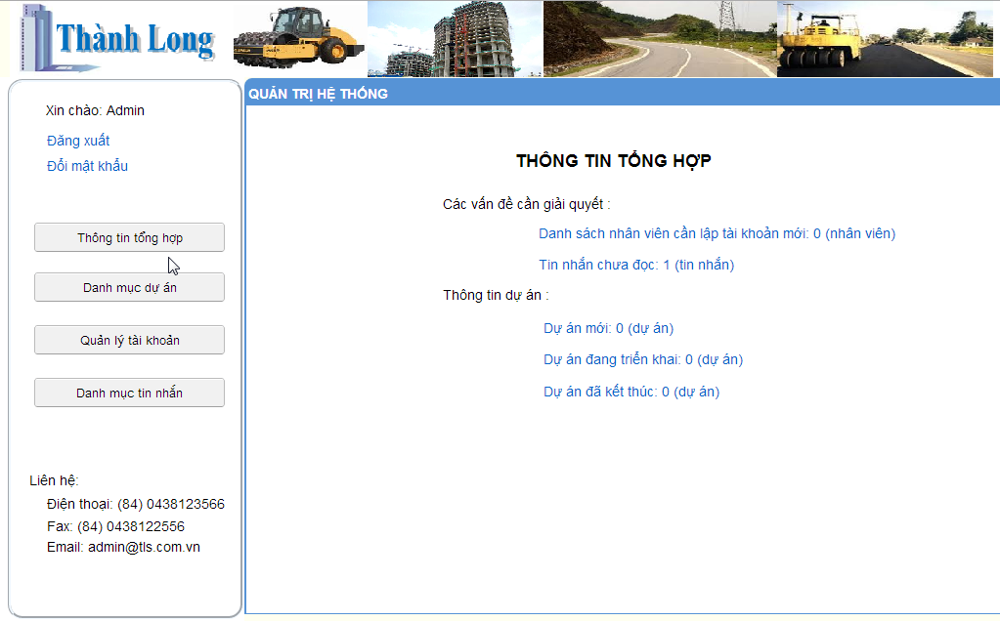 Thành Long
Xin chào: Admin
Đăng xuất
Đổi mật khẩu
Thông tin tổng hợp
Danh mục dự án
Quản lý tài khoản
Danh mục tin nhắn
Liên hệ:
Điện thoại: (84) 0438123566
Fax: (84) 0438122556
Email: admin@tls.com.vn
QUẢN TRỊ HỆ THỐNG
THÔNG TIN TỔNG HỢP
Các vấn đề cần giải quyết :
Danh sách nhân viên cần lập tài khoản mới: 0 (nhân viên)
Tin nhắn chưa đọc: 1 (tin nhắn)
Thông tin dự án :
Dự án mới: 0 (dự án)
Dự án đang triển khai: 0 (dự án)
Dự án đã kết thúc: 0 (dự án)